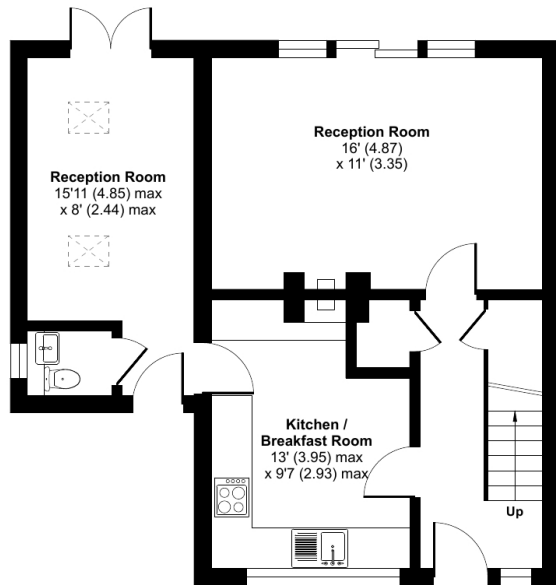 Reception Room
15'11 (4.85) max
x 8' (2.44) max
Reception Room
16' (4.87)
x 11' (3.35)
Kitchen /
Breakfast Room
13' (3.95) max
x 9'7 (2.93) max
Up